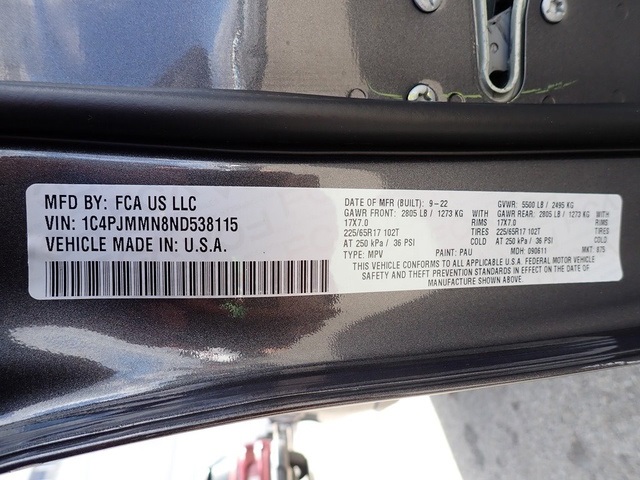 MFD BY: FCA US LLC
VIN: 1C4PJMMN8ND538115
VEHICLE MADE IN: U.S.A.
DATE OF MFR (BUILT): 9-22 GVWR: 5500 LB / 2495 KG
GAWR FRONT: 2805 LB / 1273 KG WITH GAWR REAR: 2805 LB / 1273 KG WITH
17X7.0 RIMS 17X7.0 RIMS
225/65R17 102T TIRES 225/65R17 102T TIRES
AT 250 kPa / 36 PSI COLD AT 250 kPa / 36 PSI COLD
TYPE: MPV PAINT: PAU MDH: 090611 MKT:
THIS VEHICLE CONFORMS TO ALL APPLICABLE U.S.A. FEDERAL MOTOR VEHICLE
SAFETY AND THEFT PREVENTION STANDARDS IN EFFECT ON THE DATE OF
MANUFACTURE SHOWN ABOVE.